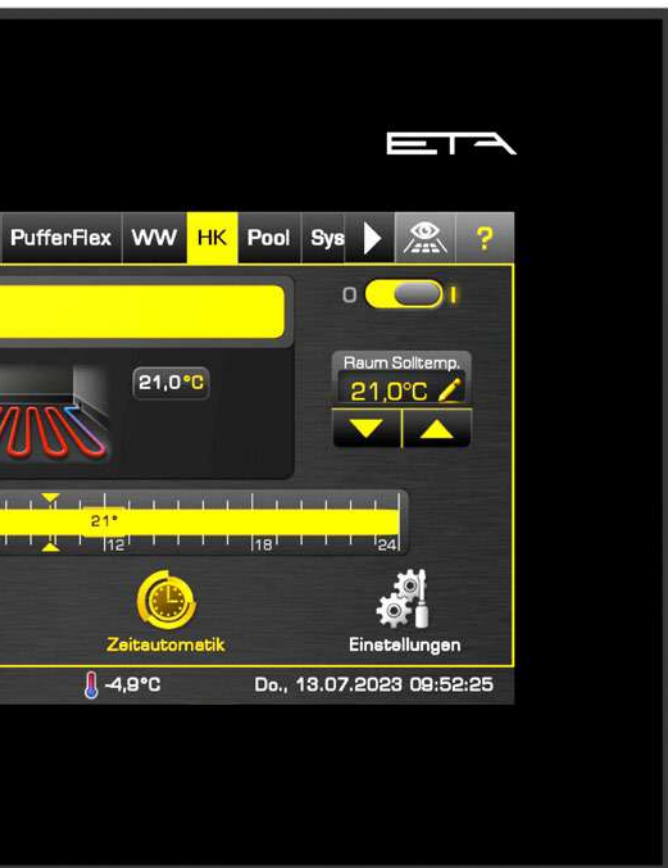 ETA
PufferFlex WW HK Pool Sys ?
O I
Raum Solltemp.
21,0°C 21,0°C
21°
12 18 24
Zeitautomatik Einstellungen
-4,9°C Do., 13.07.2023 09:52:25